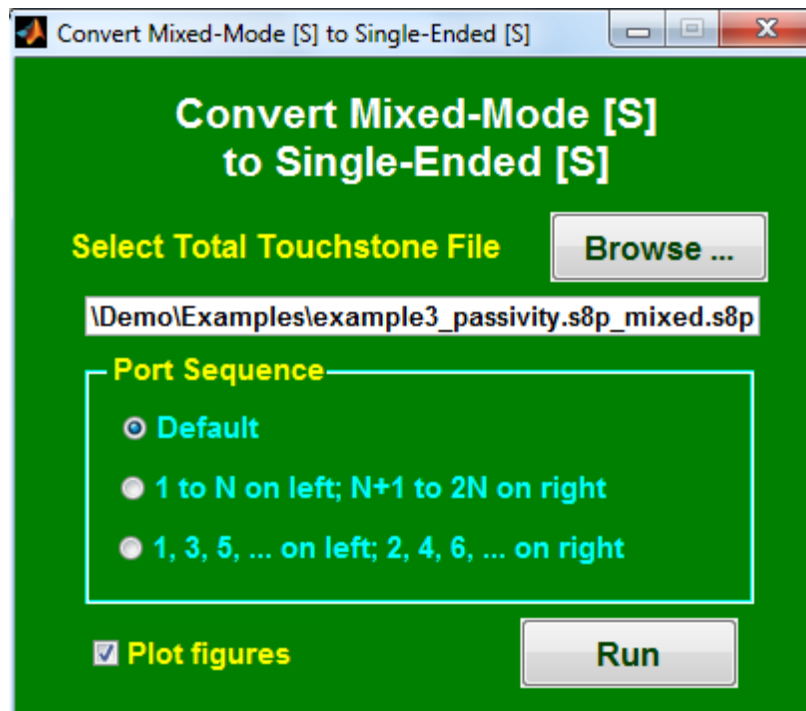 Convert Mixed-Mode [S] to Single-Ended [S]
Convert Mixed-Mode [S]
to Single-Ended [S]
Select Total Touchstone File
Browse ...
\Demo\Examples\example3_passivity.s8p_mixed.s8p
Port Sequence
Default
1 to N on left; N+1 to 2N on right
1, 3, 5, ... on left; 2, 4, 6, ... on right
Plot figures
Run